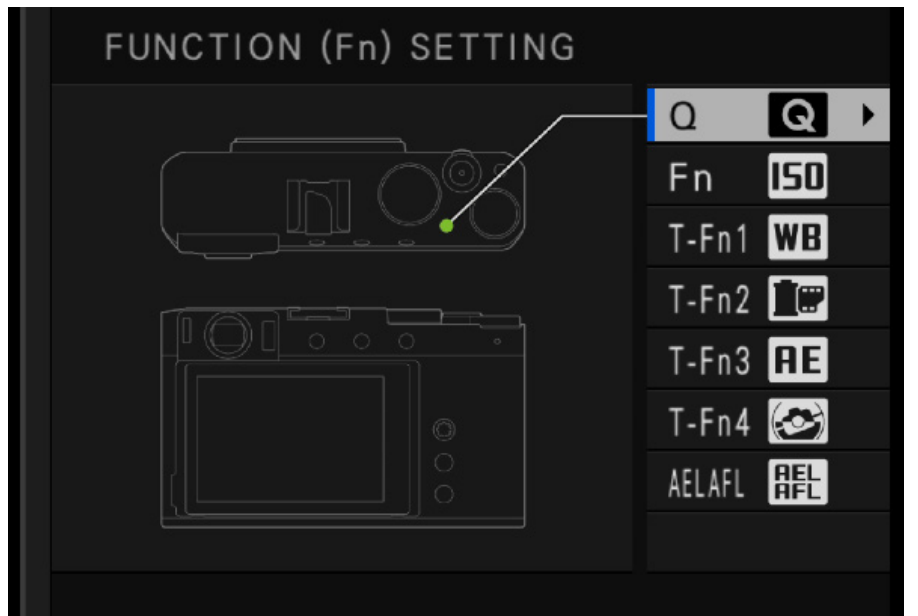 FUNCTION (Fn) SETTING
Q Q
Fn ISO
T-Fn1 WB
T-Fn2
T-Fn3 AE
T-Fn4
AELAFL AEL AFL